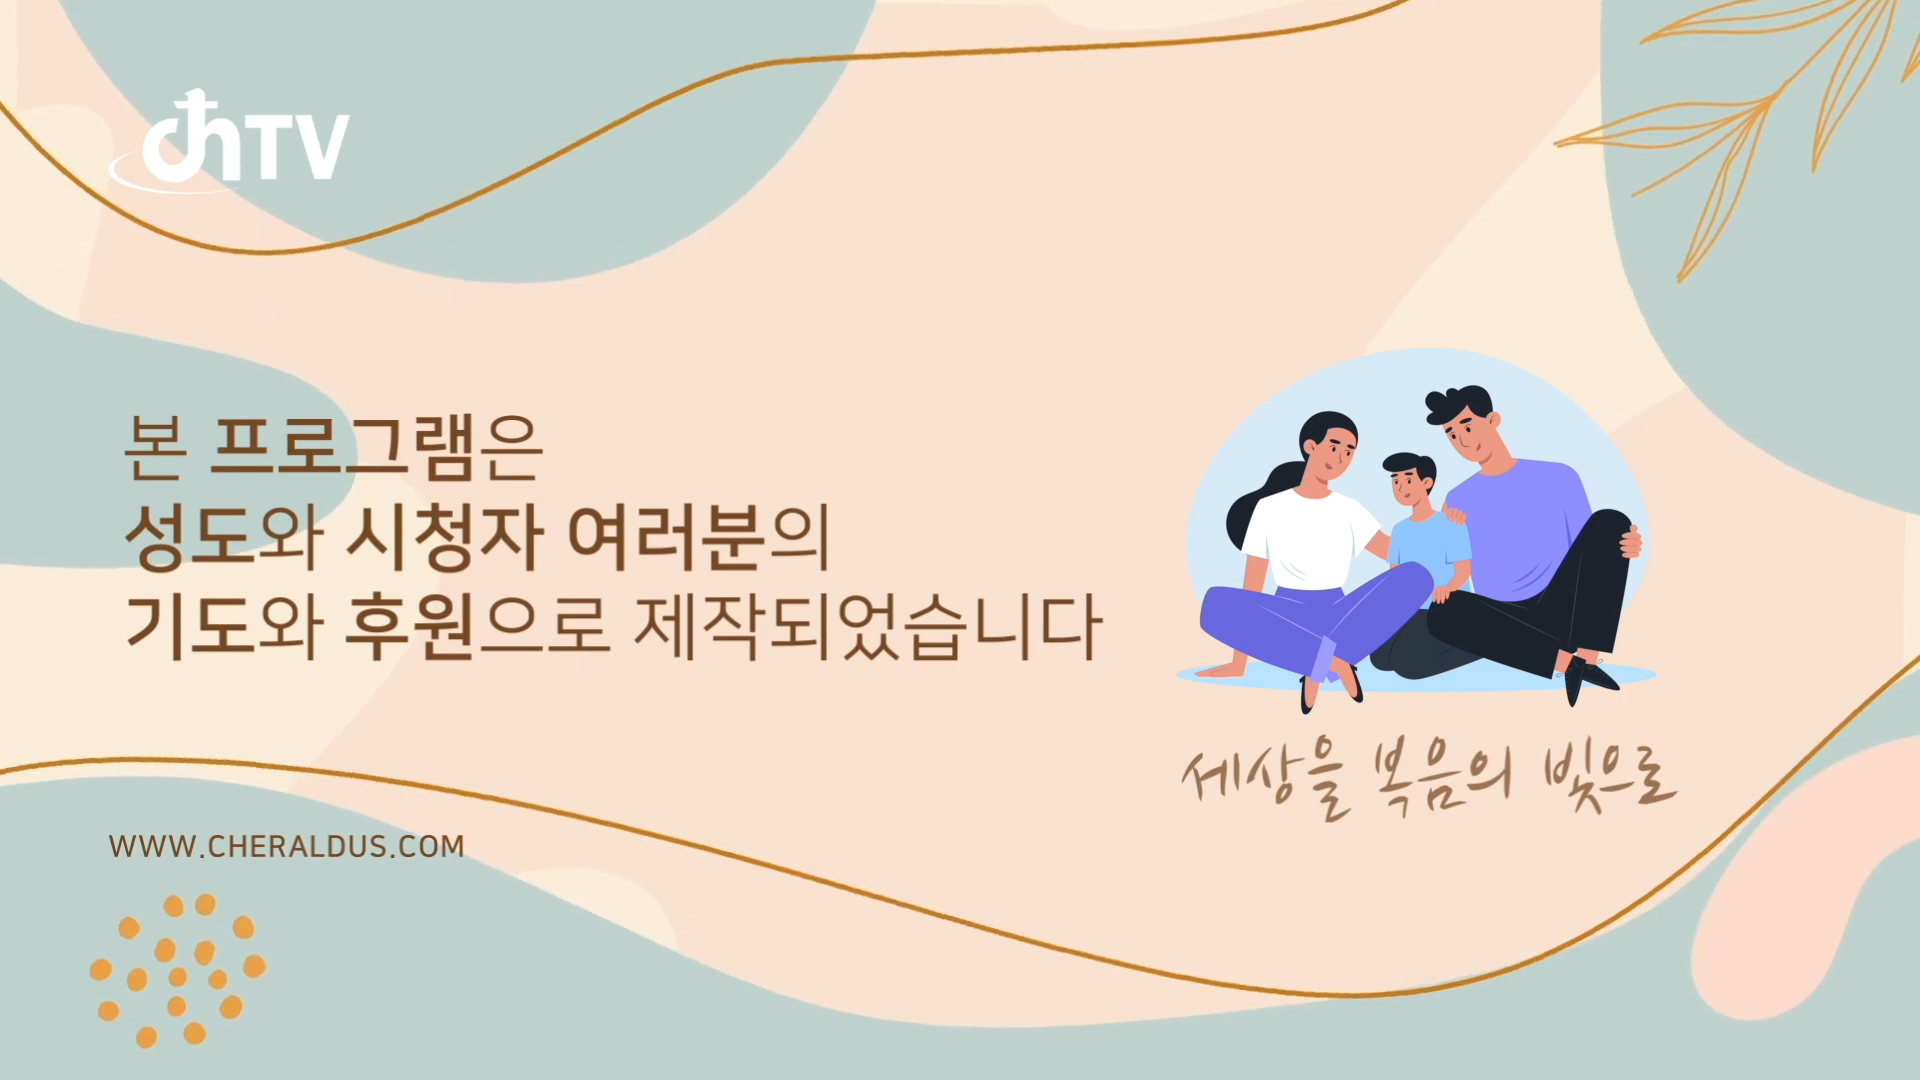 chTV
본 프로그램은
성도와 시청자 여러분의
기도와 후원으로 제작되었습니다
세상을 복음의 빛으로
WWW.CHERALDUS.COM